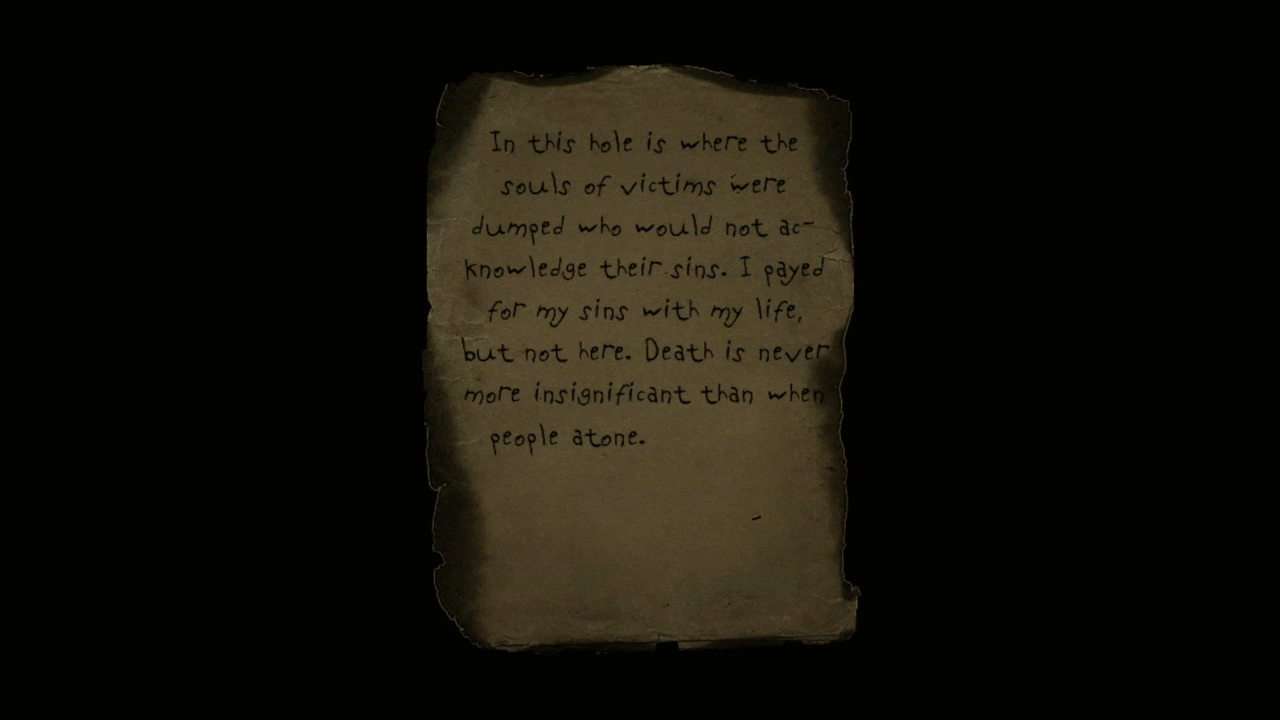 In this hole is where the
souls of victims were
dumped who would not ac-
knowledge their sins. I payed
for my sins with my life,
but not here. Death is never
more insignificant than when
people atone.